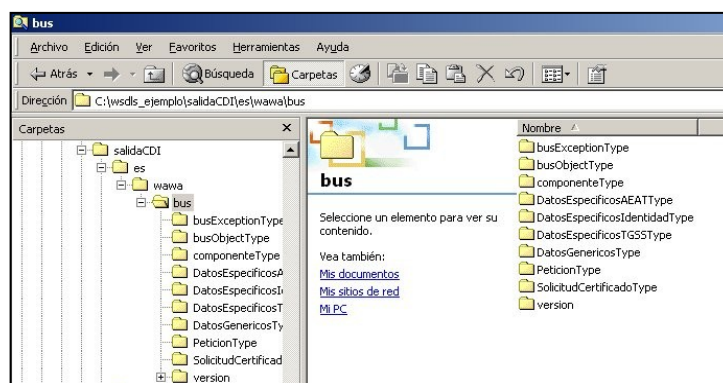 bus
Archivo Edición Ver Favoritos Herramientas Ayuda
Atrás Búsqueda Carpetas
Dirección C:\wsdls_ejemplo\salidaCDI\es\wawa\bus
Carpetas
salidaCDI
es
wawa
bus
busExceptionType
busObjectType
componenteType
DatosEspecificosA
DatosEspecificosI
DatosEspecificosT
DatosGenericosTy
PeticionType
SolicitudCertificad
version
bus
Seleccione un elemento para ver su
contenido.
Vea también:
Mis documentos
Mis sitios de red
Mi PC
Nombre
busExceptionType
busObjectType
componenteType
DatosEspecificosAEATType
DatosEspecificosIdentidadType
DatosEspecificosTGSSType
DatosGenericosType
PeticionType
SolicitudCertificadoType
version